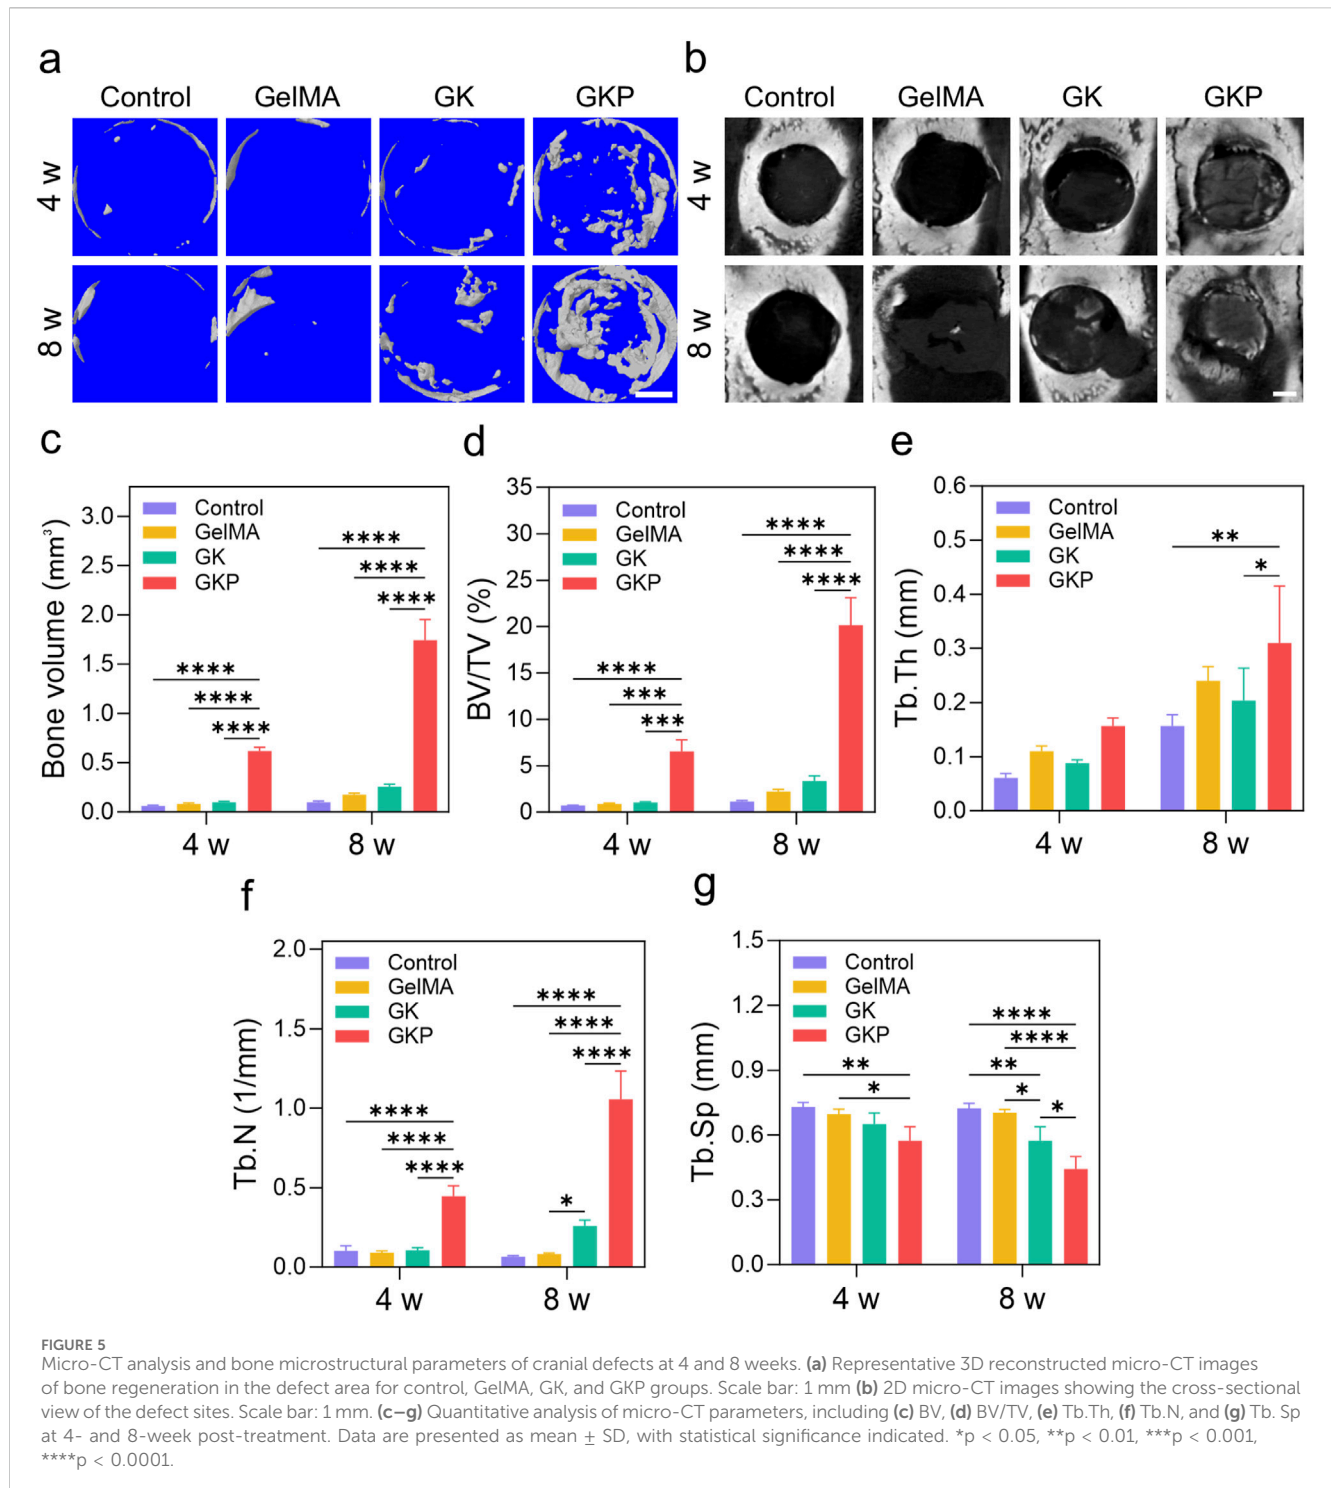 a
Control GelMA GK GKP
4 w
8 w
b
Control GelMA GK GKP
4 w
8 w
c
Bone volume (mm³)
3.0
2.5
2.0
1.5
1.0
0.5
0.0
Control
GelMA
GK
GKP
****
****
****
****
****
****
4 w 8 w
d
BV/TV (%)
35
30
25
20
15
10
5
0
Control
GelMA
GK
GKP
****
***
***
****
****
****
4 w 8 w
e
Tb.Th (mm)
0.6
0.5
0.4
0.3
0.2
0.1
0.0
Control
GelMA
GK
GKP
**
*
4 w 8 w
f
Tb.N (1/mm)
2.0
1.5
1.0
0.5
0.0
Control
GelMA
GK
GKP
****
****
****
****
****
****
*
4 w 8 w
g
Tb.Sp (mm)
1.5
1.2
0.9
0.6
0.3
0.0
Control
GelMA
GK
GKP
**
*
****
****
**
*
*
4 w 8 w
FIGURE 5
Micro-CT analysis and bone microstructural parameters of cranial defects at 4 and 8 weeks. (a) Representative 3D reconstructed micro-CT images
of bone regeneration in the defect area for control, GelMA, GK, and GKP groups. Scale bar: 1 mm (b) 2D micro-CT images showing the cross-sectional
view of the defect sites. Scale bar: 1 mm. (c–g) Quantitative analysis of micro-CT parameters, including (c) BV, (d) BV/TV, (e) Tb.Th, (f) Tb.N, and (g) Tb. Sp
at 4- and 8-week post-treatment. Data are presented as mean ± SD, with statistical significance indicated. *p < 0.05, **p < 0.01, ***p < 0.001,
****p < 0.0001.